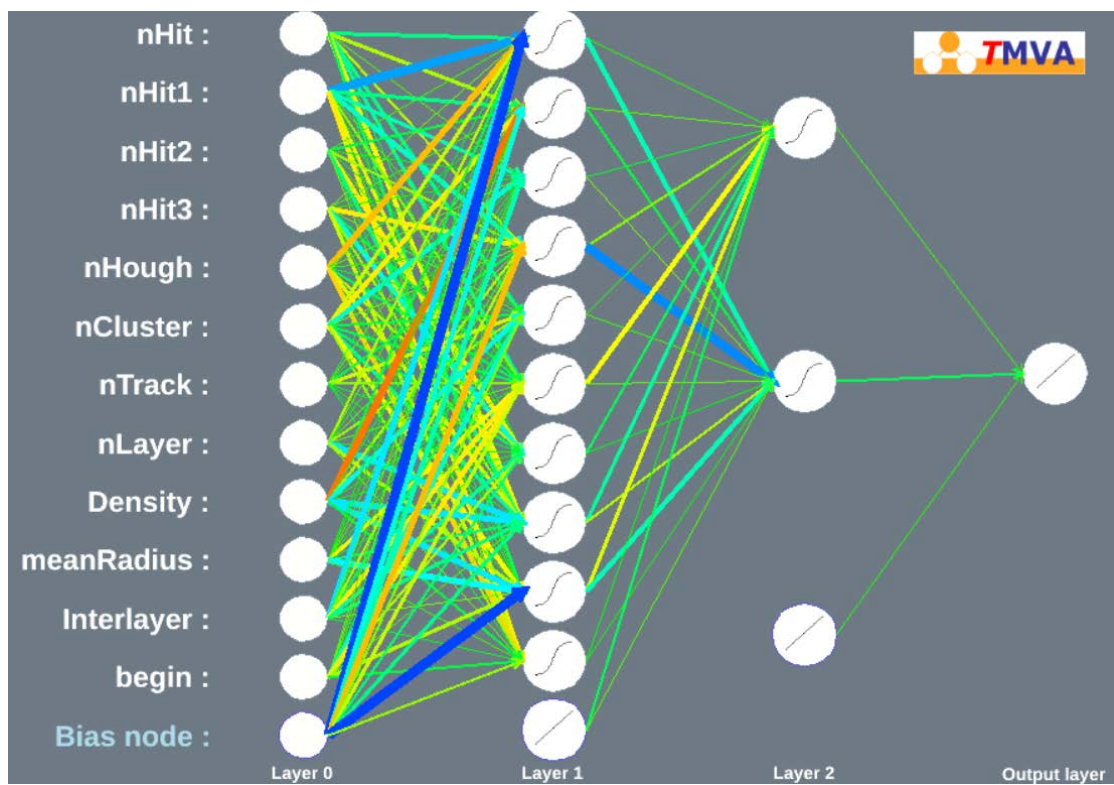 nHit :
TMVA
nHit1 :
nHit2 :
nHit3 :
nHough :
nCluster :
nTrack :
nLayer :
Density :
meanRadius :
Interlayer :
begin :
Bias node :
Layer 0
Layer 1
Layer 2
Output layer